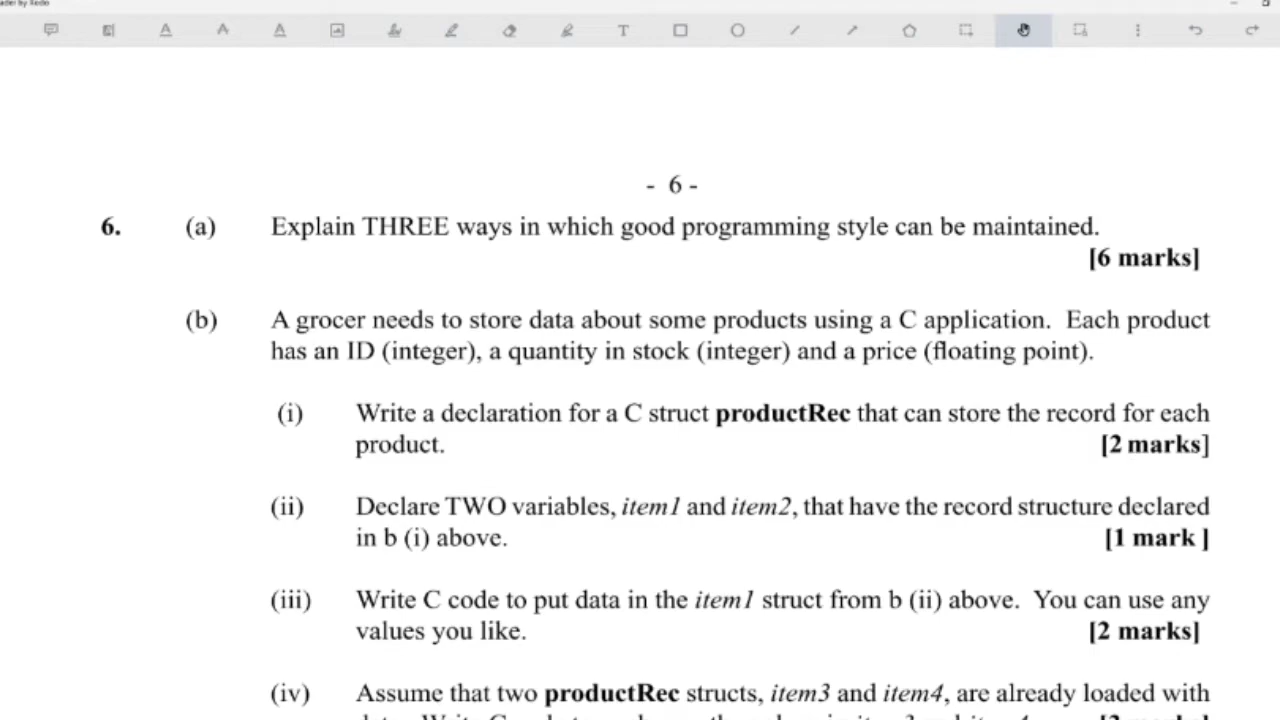 - 6 -
6. (a) Explain THREE ways in which good programming style can be maintained.
[6 marks]
(b) A grocer needs to store data about some products using a C application. Each product
has an ID (integer), a quantity in stock (integer) and a price (floating point).
(i) Write a declaration for a C struct productRec that can store the record for each
product. [2 marks]
(ii) Declare TWO variables, item1 and item2, that have the record structure declared
in b (i) above. [1 mark ]
(iii) Write C code to put data in the item1 struct from b (ii) above. You can use any
values you like. [2 marks]
(iv) Assume that two productRec structs, item3 and item4, are already loaded with